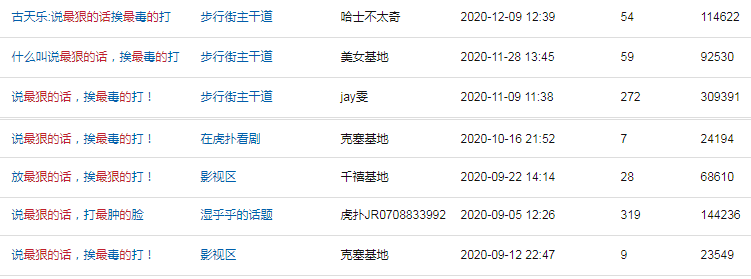 古天乐:说最狠的话挨最毒的打 步行街主干道 哈士不太奇 2020-12-09 12:39 54 114622
什么叫说最狠的话，挨最毒的打 步行街主干道 美女基地 2020-11-28 13:45 59 92530
说最狠的话，挨最毒的打！ 步行街主干道 jay雯 2020-11-09 11:38 272 309391
说最狠的话，挨最毒的打！ 在虎扑看剧 克塞基地 2020-10-16 21:52 7 24194
放最狠的话，挨最狠的打！ 影视区 千禧基地 2020-09-22 14:14 28 68610
说最狠的话，打最肿的脸 湿乎乎的话题 虎扑JR0708833992 2020-09-05 12:26 319 144236
说最狠的话，挨最毒的打！ 影视区 克塞基地 2020-09-12 22:47 9 23549